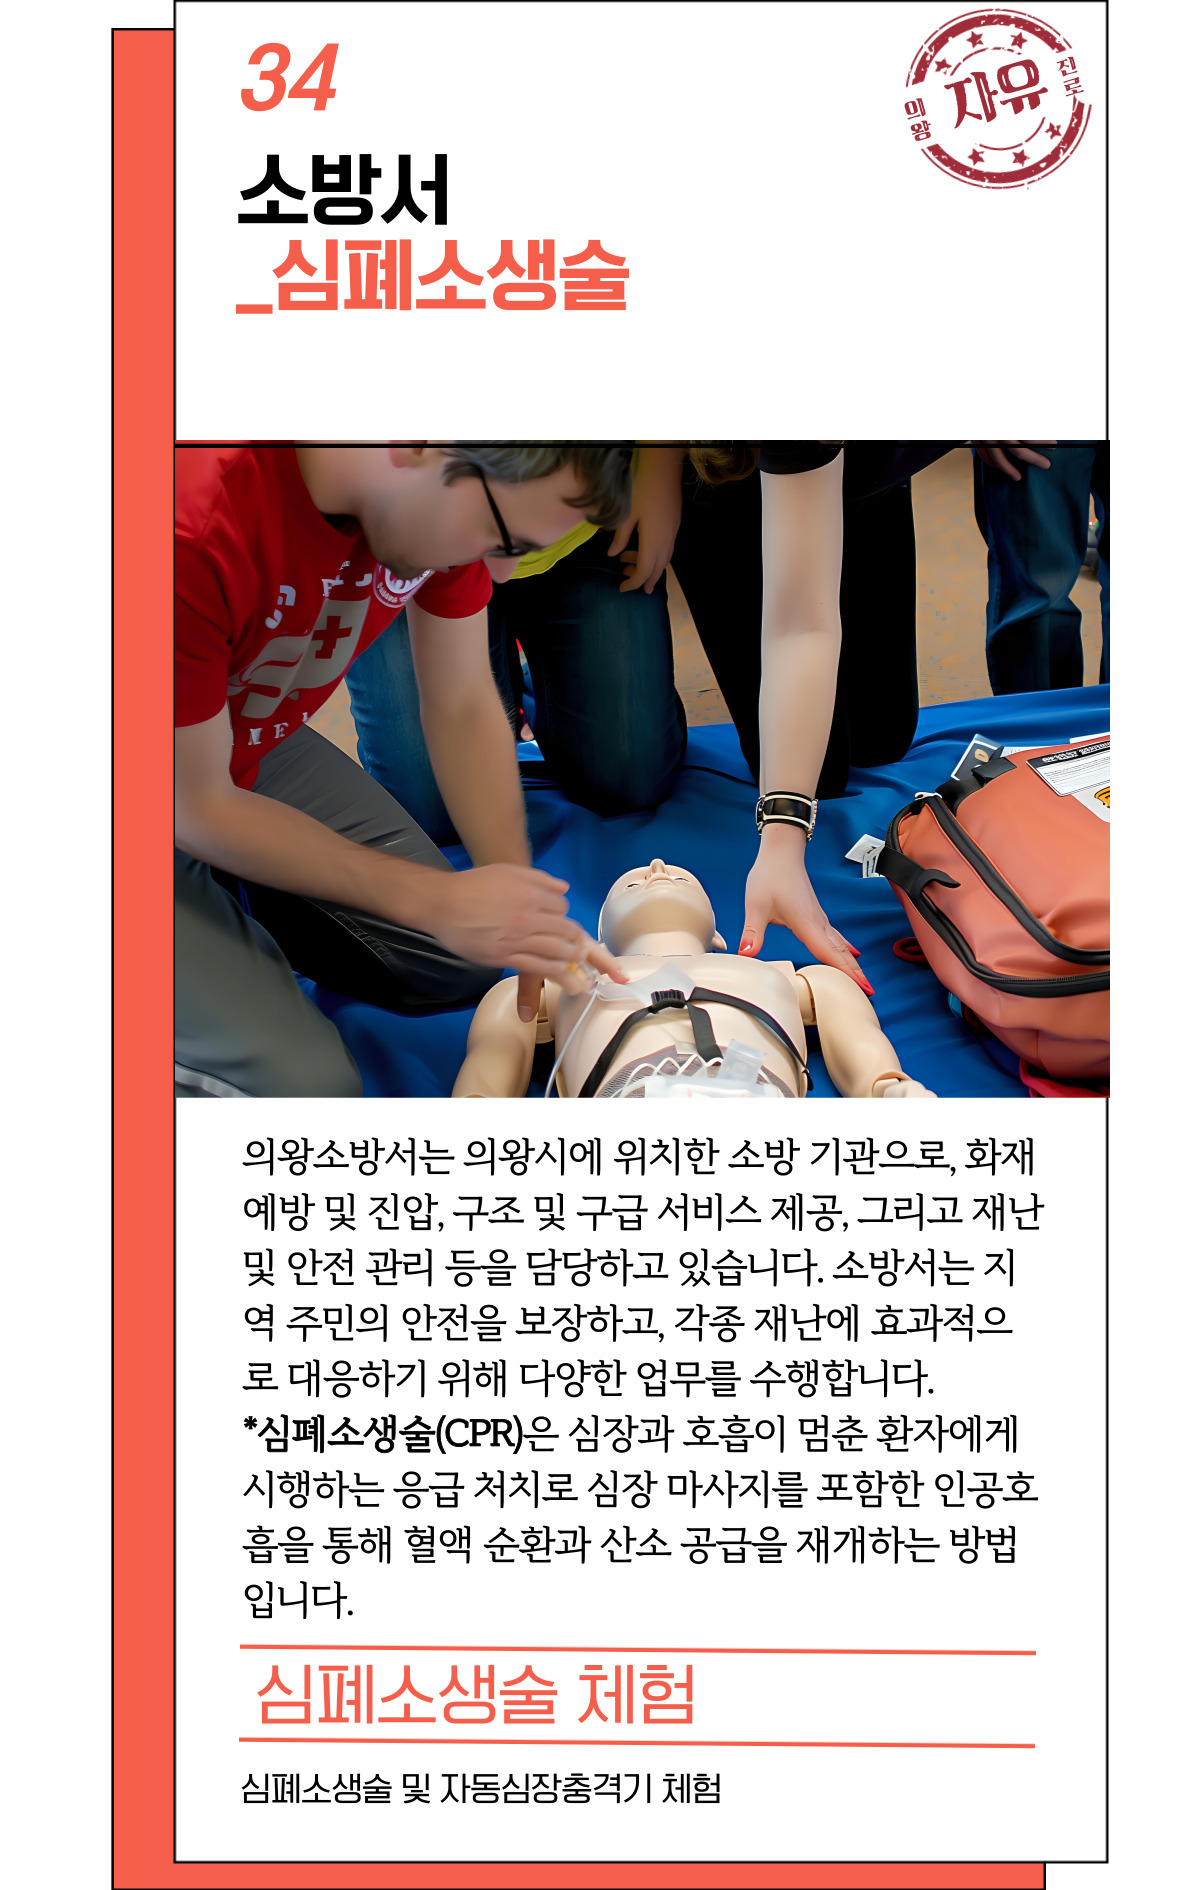 34
자유
진로
의왕
소방서
_심폐소생술
의왕소방서는 의왕시에 위치한 소방 기관으로, 화재
예방 및 진압, 구조 및 구급 서비스 제공, 그리고 재난
및 안전 관리 등을 담당하고 있습니다. 소방서는 지
역 주민의 안전을 보장하고, 각종 재난에 효과적으
로 대응하기 위해 다양한 업무를 수행합니다.
*심폐소생술(CPR)은 심장과 호흡이 멈춘 환자에게
시행하는 응급 처치로 심장 마사지를 포함한 인공호
흡을 통해 혈액 순환과 산소 공급을 재개하는 방법
입니다.
심폐소생술 체험
심폐소생술 및 자동심장충격기 체험